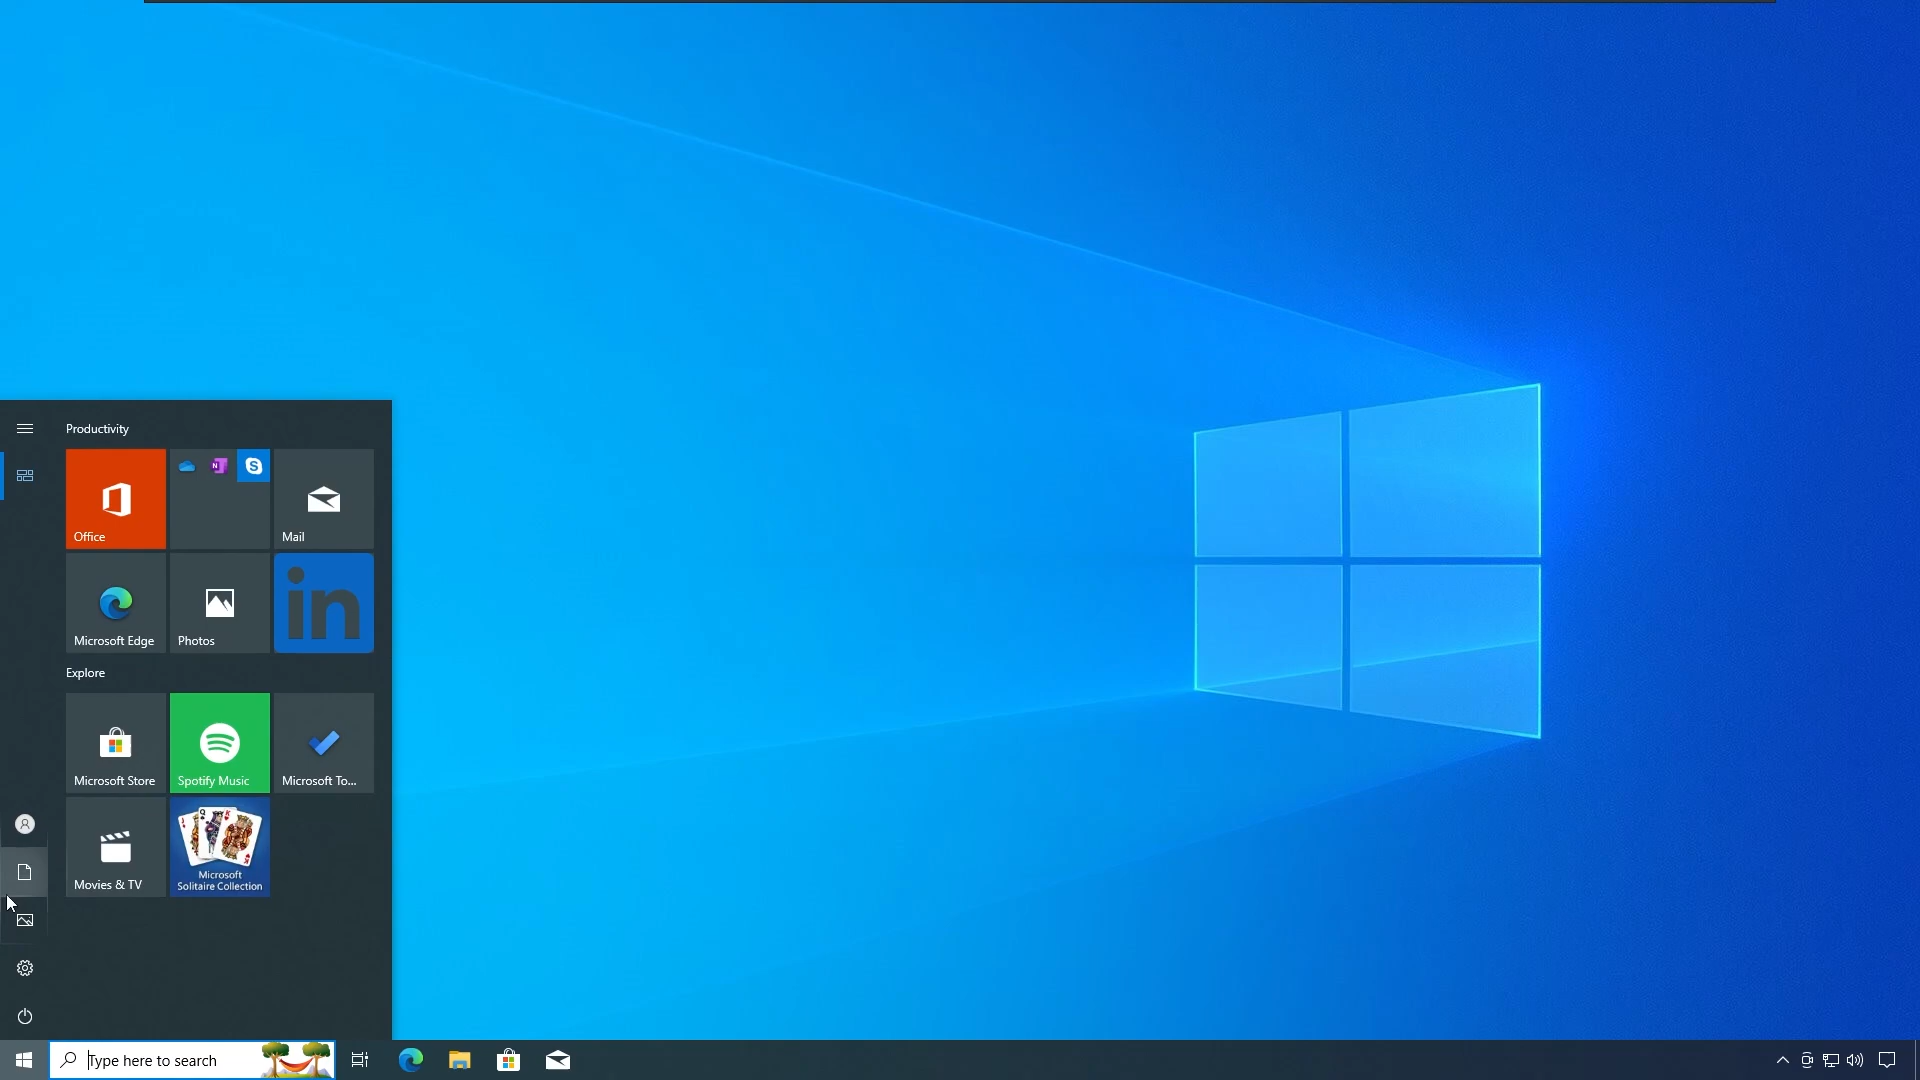 Productivity
Office
Mail
Microsoft Edge
Photos
in
Explore
Microsoft Store
Spotify Music
Microsoft To...
Movies & TV
Microsoft
Solitaire Collection
Type here to search